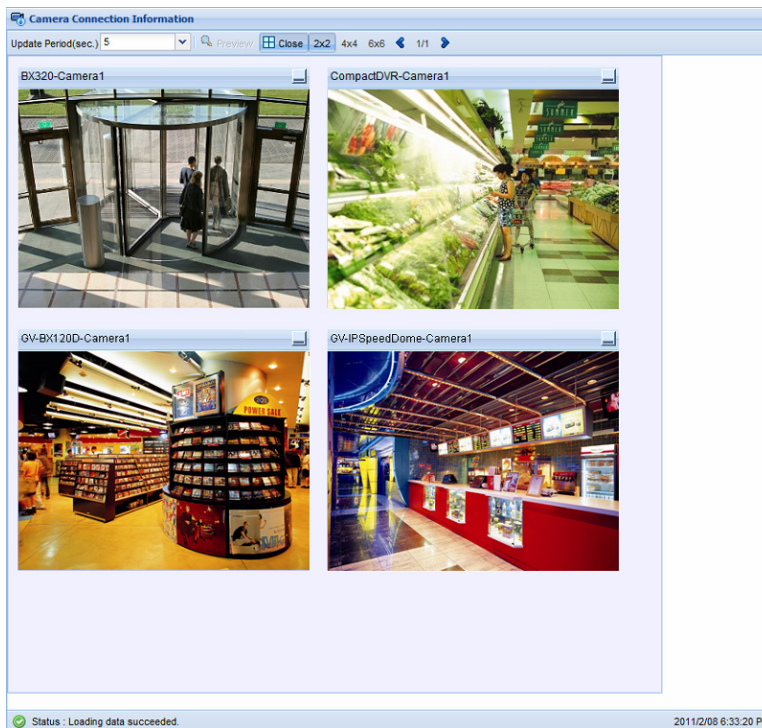 Camera Connection Information
Update Period(sec.) 5 Preview Close 2x2 4x4 6x6 1/1
BX320-Camera1
CompactDVR-Camera1
SUMMER
GV-BX120D-Camera1
GV-IPSpeedDome-Camera1
POWER SALE
Status : Loading data succeeded.
2011/2/08 6:33:20 P